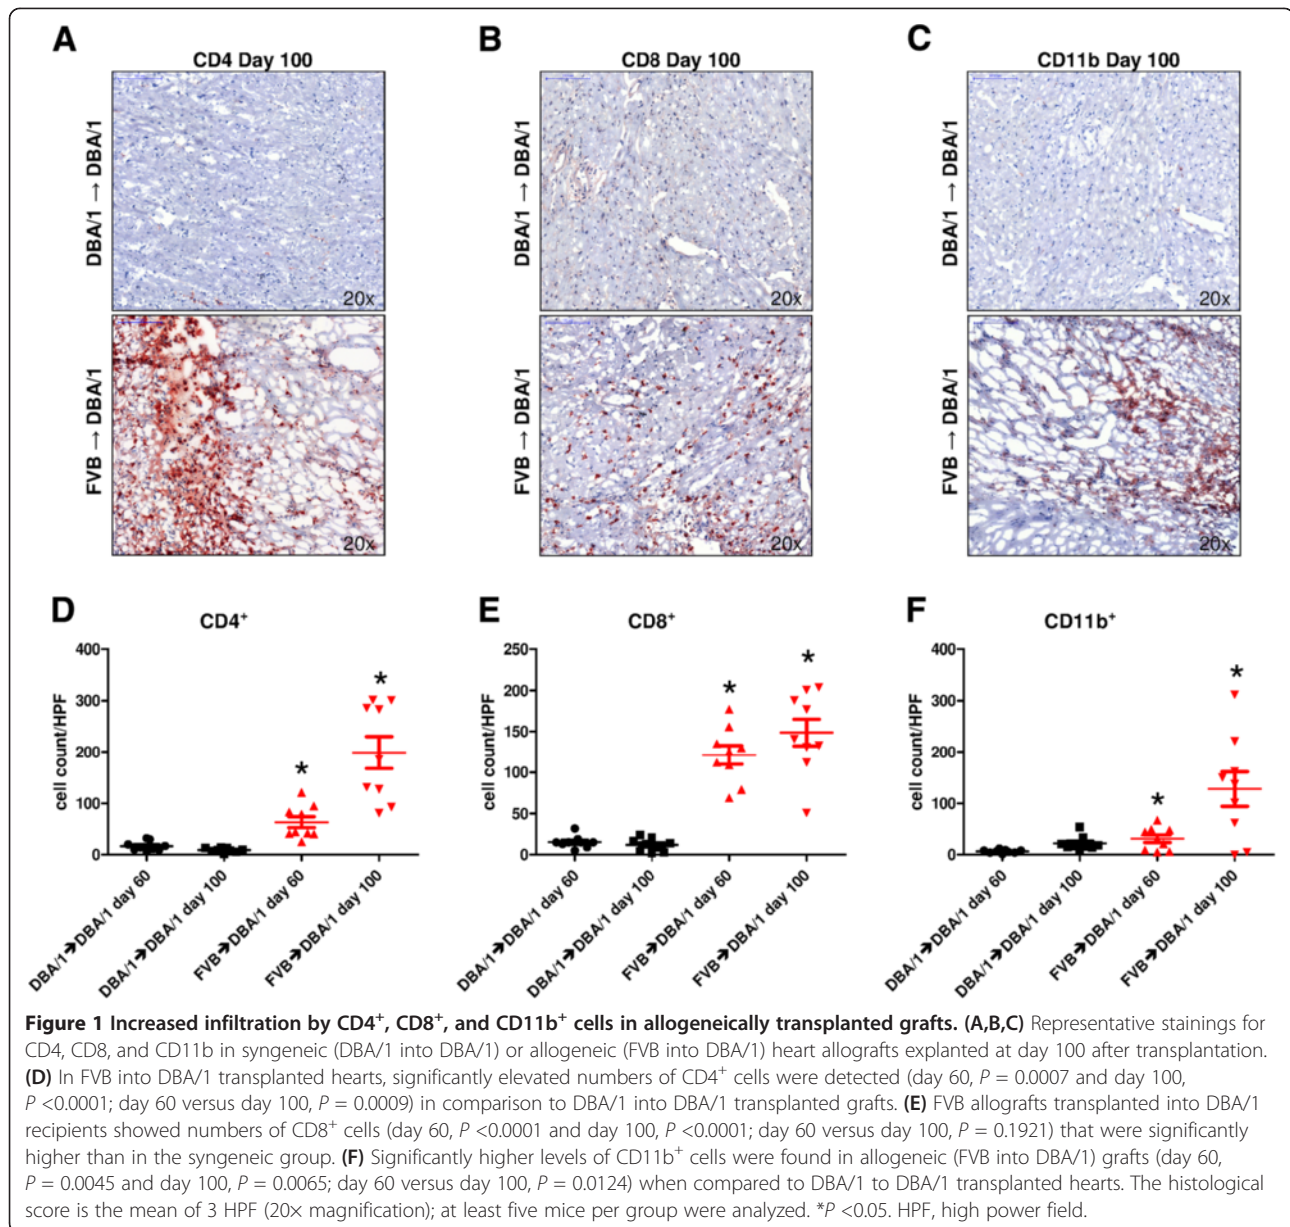 A
CD4 Day 100
DBA/1 → DBA/1
20x
FVB → DBA/1
20x
B
CD8 Day 100
DBA/1 → DBA/1
20x
FVB → DBA/1
20x
C
CD11b Day 100
DBA/1 → DBA/1
20x
FVB → DBA/1
20x
D
CD4⁺
cell count/HPF
400
300
200
100
0
*
*
DBA/1➔DBA/1 day 60
DBA/1➔DBA/1 day 100
FVB➔DBA/1 day 60
FVB➔DBA/1 day 100
E
CD8⁺
cell count/HPF
250
200
150
100
50
0
*
*
DBA/1➔DBA/1 day 60
DBA/1➔DBA/1 day 100
FVB➔DBA/1 day 60
FVB➔DBA/1 day 100
F
CD11b⁺
cell count/HPF
400
300
200
100
0
*
*
DBA/1➔DBA/1 day 60
DBA/1➔DBA/1 day 100
FVB➔DBA/1 day 60
FVB➔DBA/1 day 100
Figure 1 Increased infiltration by CD4⁺, CD8⁺, and CD11b⁺ cells in allogeneically transplanted grafts. (A,B,C) Representative stainings for
CD4, CD8, and CD11b in syngeneic (DBA/1 into DBA/1) or allogeneic (FVB into DBA/1) heart allografts explanted at day 100 after transplantation.
(D) In FVB into DBA/1 transplanted hearts, significantly elevated numbers of CD4⁺ cells were detected (day 60, P = 0.0007 and day 100,
P <0.0001; day 60 versus day 100, P = 0.0009) in comparison to DBA/1 into DBA/1 transplanted grafts. (E) FVB allografts transplanted into DBA/1
recipients showed numbers of CD8⁺ cells (day 60, P <0.0001 and day 100, P <0.0001; day 60 versus day 100, P = 0.1921) that were significantly
higher than in the syngeneic group. (F) Significantly higher levels of CD11b⁺ cells were found in allogeneic (FVB into DBA/1) grafts (day 60,
P = 0.0045 and day 100, P = 0.0065; day 60 versus day 100, P = 0.0124) when compared to DBA/1 to DBA/1 transplanted hearts. The histological
score is the mean of 3 HPF (20× magnification); at least five mice per group were analyzed. *P <0.05. HPF, high power field.